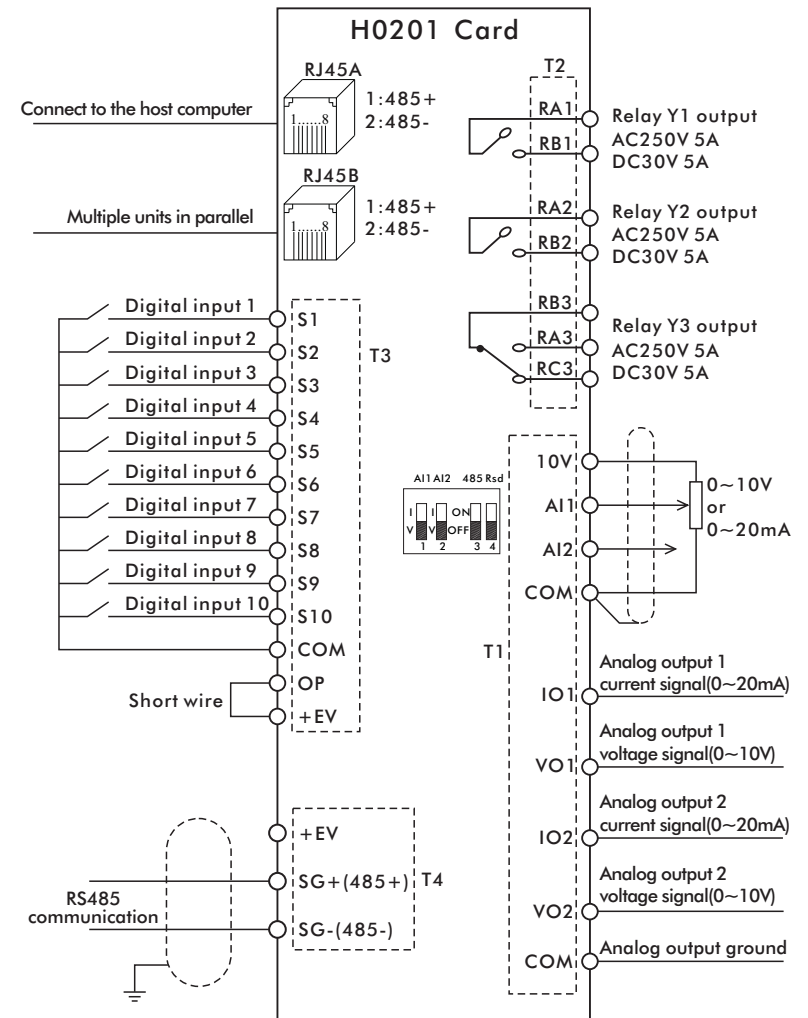 H0201 Card
RJ45A
1:485+
2:485-
1.....8
Connect to the host computer
RJ45B
1:485+
2:485-
1.....8
Multiple units in parallel
T2
RA1
RB1
Relay Y1 output
AC250V 5A
DC30V 5A
RA2
RB2
Relay Y2 output
AC250V 5A
DC30V 5A
RB3
RA3
RC3
Relay Y3 output
AC250V 5A
DC30V 5A
Digital input 1 S1
Digital input 2 S2
Digital input 3 S3
Digital input 4 S4
Digital input 5 S5
Digital input 6 S6
Digital input 7 S7
Digital input 8 S8
Digital input 9 S9
Digital input 10 S10
COM
OP
+EV
Short wire
T3
AI1 AI2 485 Rsd
I I ON
V V OFF
1 2 3 4
10V
AI1
AI2
COM
0~10V
or
0~20mA
T1
Analog output 1
current signal(0~20mA)
IO1
Analog output 1
voltage signal(0~10V)
VO1
Analog output 2
current signal(0~20mA)
IO2
Analog output 2
voltage signal(0~10V)
VO2
COM Analog output ground
+EV
SG+(485+)
SG-(485-)
T4
RS485
communication